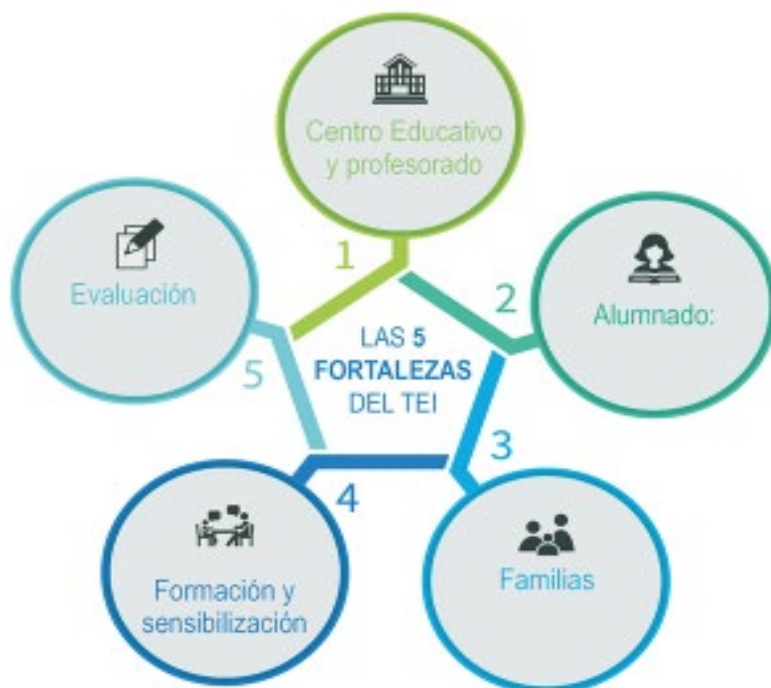 Centro Educativo
y profesorado
1
2
Alumnado:
3
Familias
4
Formación y
sensibilización
5
Evaluación
LAS 5
FORTALEZAS
DEL TEI